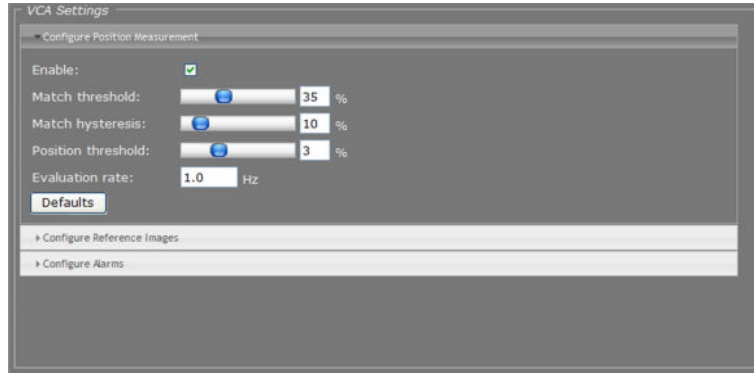 VCA Settings
Configure Position Measurement
Enable:
Match threshold: 35 %
Match hysteresis: 10 %
Position threshold: 3 %
Evaluation rate: 1.0 Hz
Defaults
Configure Reference Images
Configure Alarms